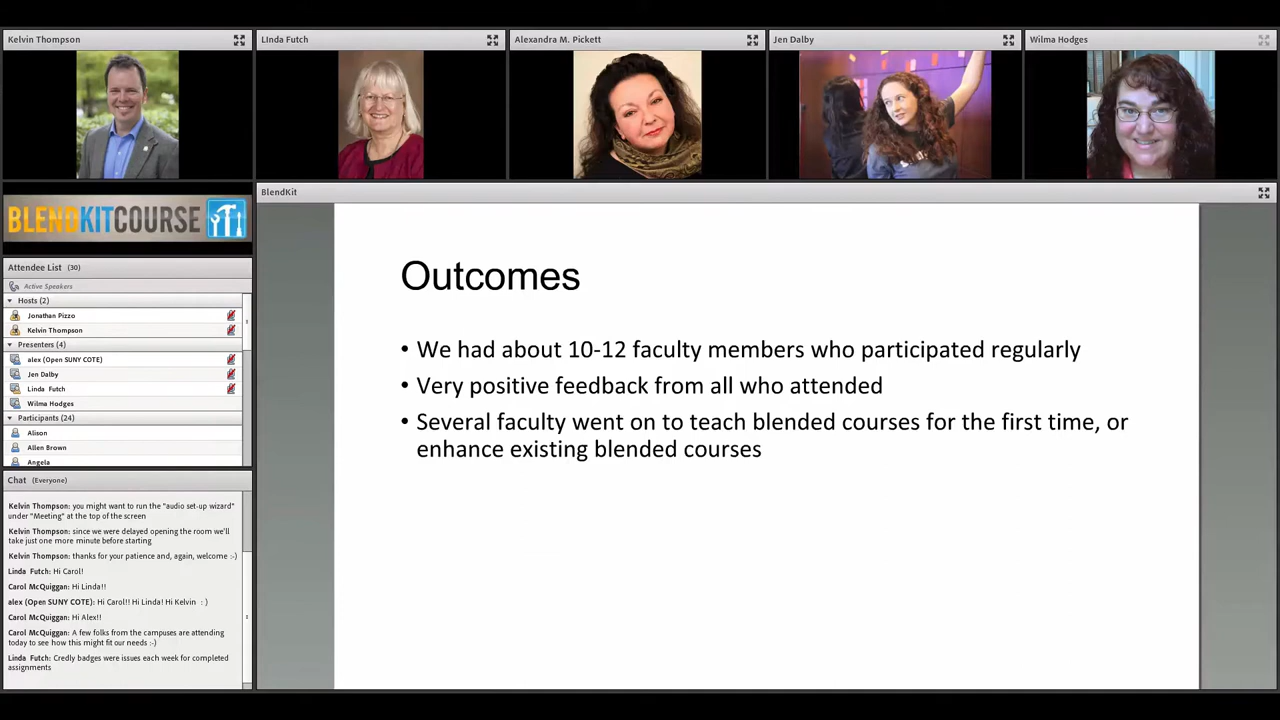 Kelvin Thompson
LInda Futch
Alexandra M. Pickett
Jen Dalby
Wilma Hodges
BLENDKITCOURSE
Attendee List (30)
Active Speakers
Hosts (2)
Jonathan Pizzo
Kelvin Thompson
Presenters (4)
alex (Open SUNY COTE)
Jen Dalby
Linda Futch
Wilma Hodges
Participants (24)
Alison
Allen Brown
Angela
Chat (Everyone)
Kelvin Thompson: you might want to run the "audio set-up wizard"
under "Meeting" at the top of the screen
Kelvin Thompson: since we were delayed opening the room we'll
take just one more minute before starting
Kelvin Thompson: thanks for your patience and, again, welcome :-)
Linda Futch: Hi Carol!
Carol McQuiggan: Hi Linda!!
alex (Open SUNY COTE): Hi Carol!! Hi Linda! Hi Kelvin : )
Carol McQuiggan: Hi Alex!!
Carol McQuiggan: A few folks from the campuses are attending
today to see how this might fit our needs :-)
Linda Futch: Credly badges were issues each week for completed
assignments
BlendKit
Outcomes
• We had about 10-12 faculty members who participated regularly
• Very positive feedback from all who attended
• Several faculty went on to teach blended courses for the first time, or
enhance existing blended courses